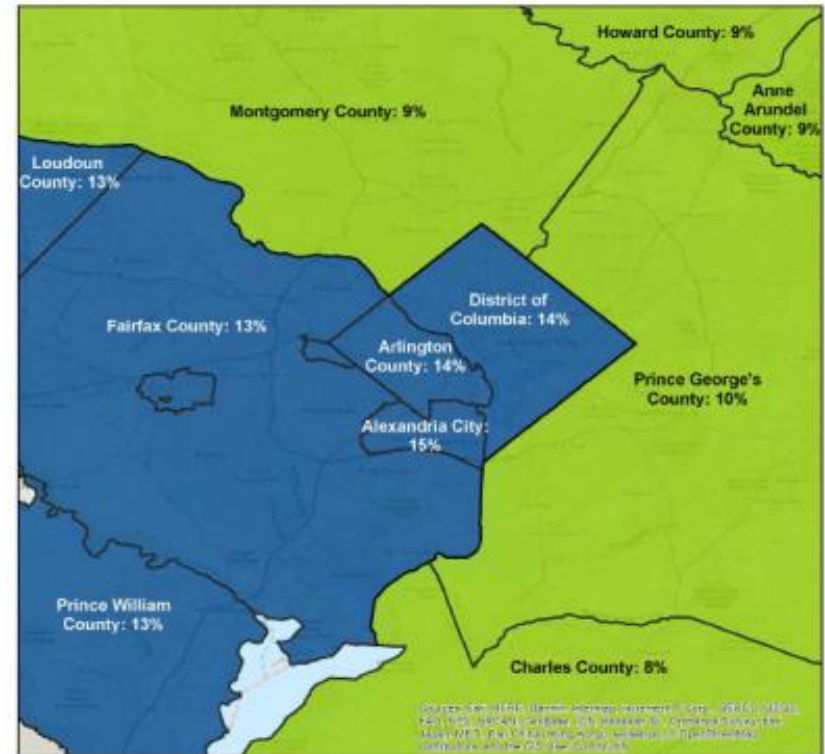 Howard County: 9%
Anne
Arundel
County: 9%
Montgomery County: 9%
Loudoun
County: 13%
District of
Columbia: 14%
Fairfax County: 13%
Arlington
County: 14%
Prince George's
County: 10%
Alexandria City:
15%
Prince William
County: 13%
Charles County: 8%